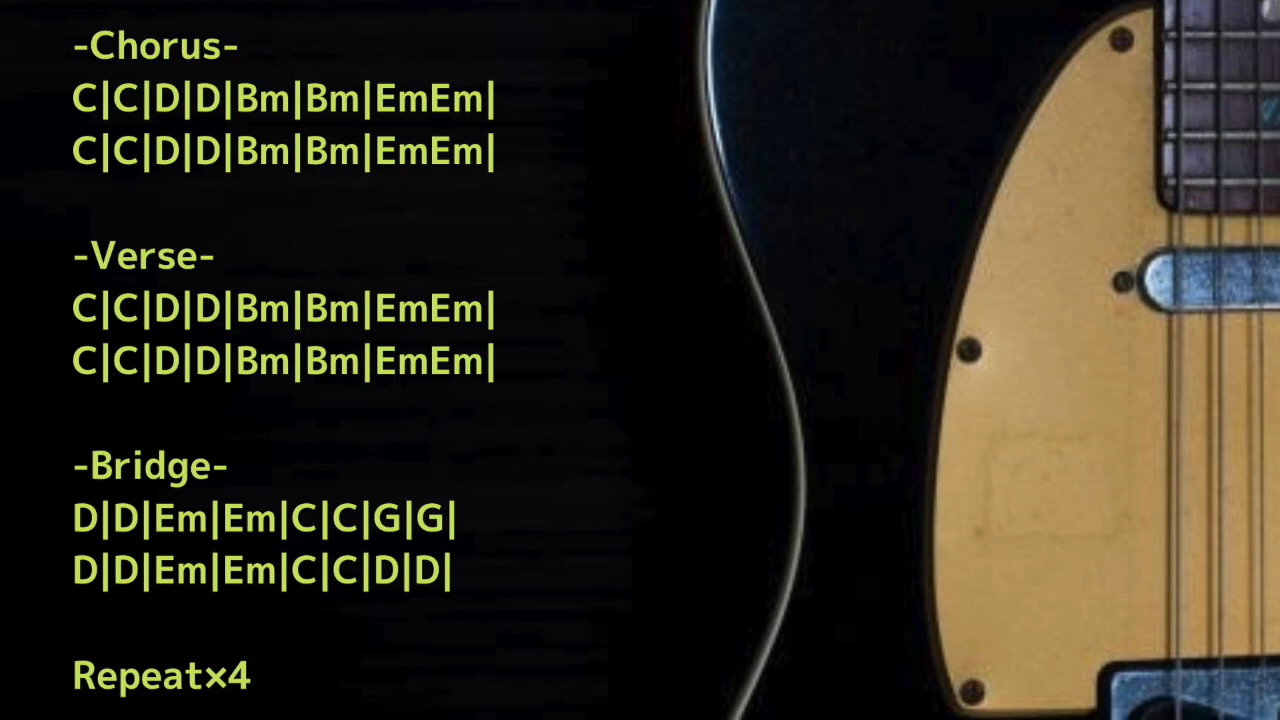 -Chorus-
C|C|D|D|Bm|Bm|EmEm|
C|C|D|D|Bm|Bm|EmEm|
-Verse-
C|C|D|D|Bm|Bm|EmEm|
C|C|D|D|Bm|Bm|EmEm|
-Bridge-
D|D|Em|Em|C|C|G|G|
D|D|Em|Em|C|C|D|D|
Repeat×4